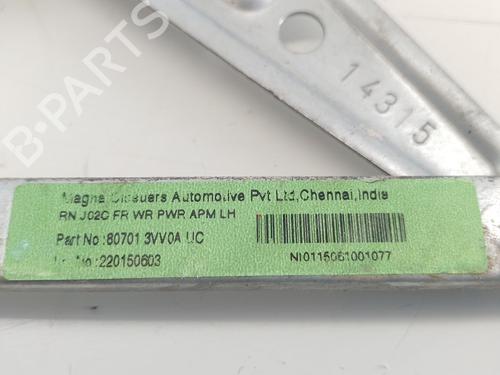 B-PARTS
14315
Magna Automotive Pvt Ltd,Chennai,India
RN J02C FR WR PWR APM LH
Part No :80701 3VV0A UC
No :220150603
NI0115061001077